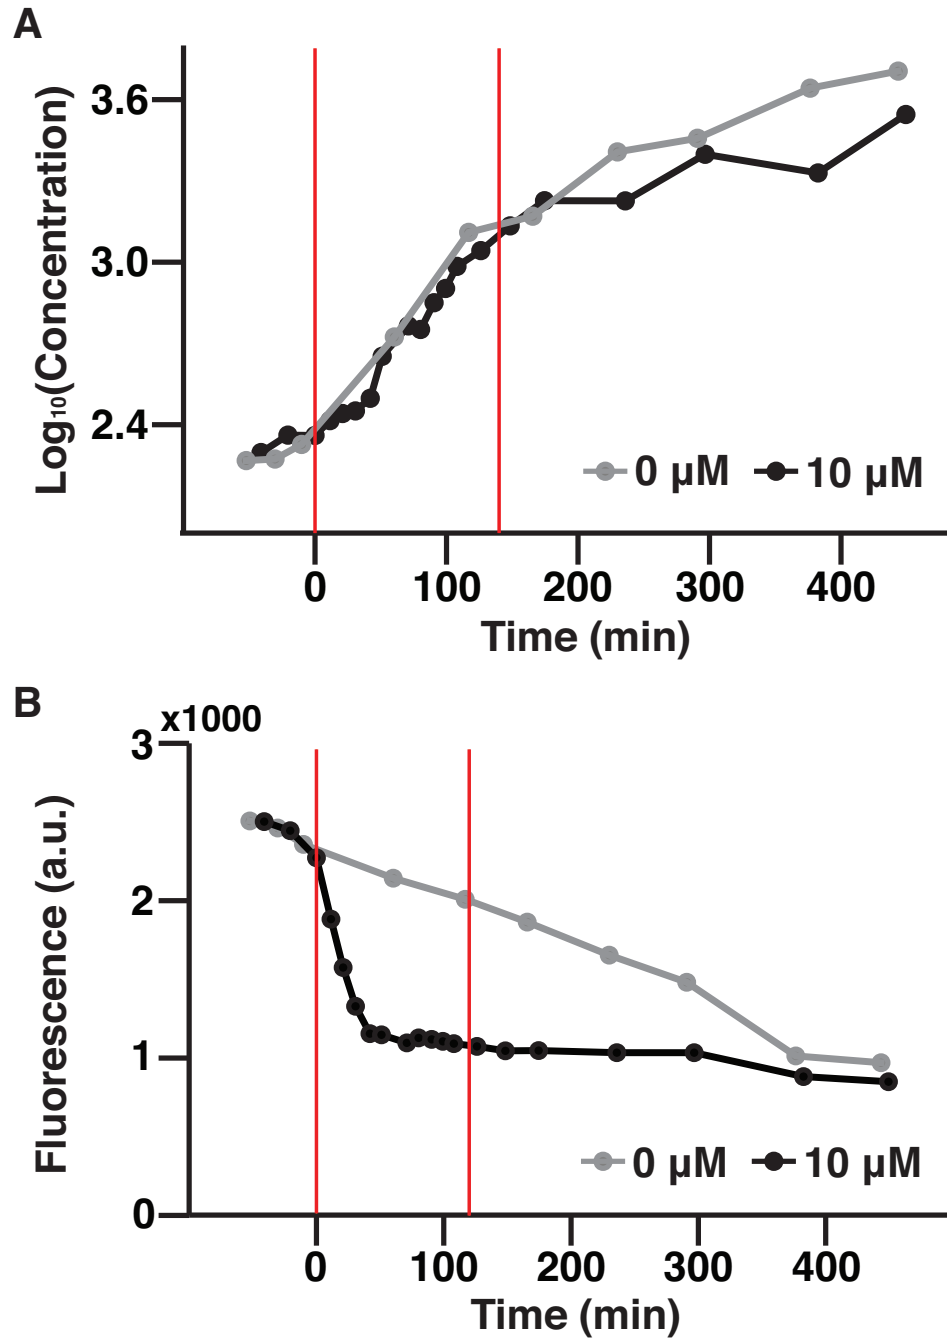 A
Log10(Concentration)
3.6
3.0
2.4
0 µM 10 µM
0 100 200 300 400
Time (min)
B
x1000
Fluorescence (a.u.)
3
2
1
0
0 µM 10 µM
0 100 200 300 400
Time (min)